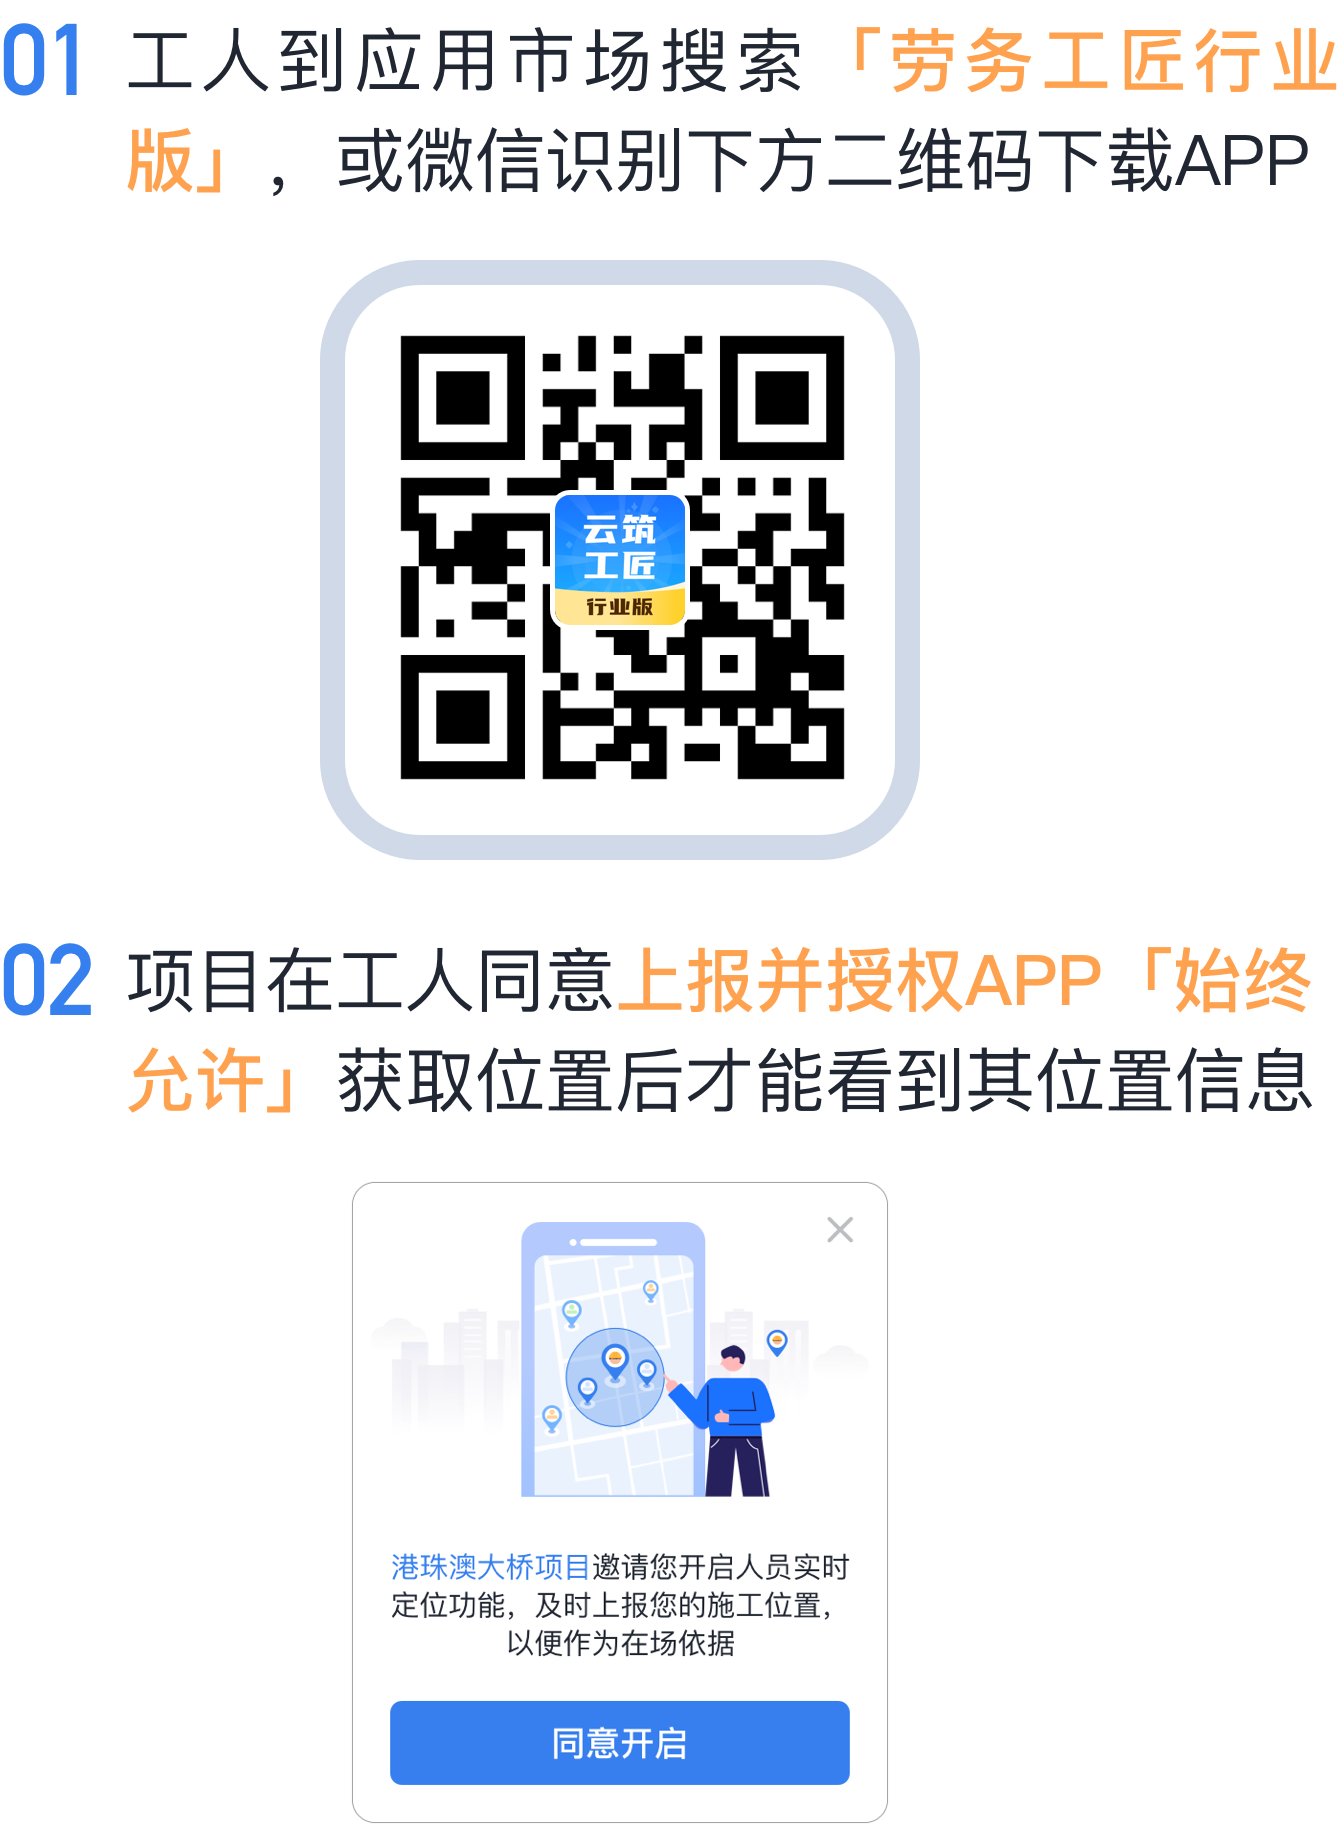 01 工人到应用市场搜索「劳务工匠行业
版」，或微信识别下方二维码下载APP
云筑
工匠
行业版
02 项目在工人同意上报并授权APP「始终
允许」获取位置后才能看到其位置信息
港珠澳大桥项目邀请您开启人员实时
定位功能，及时上报您的施工位置，
以便作为在场依据
同意开启